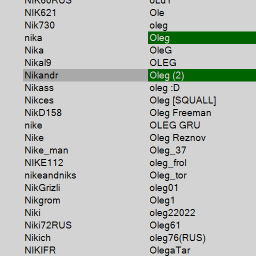 NIK621 Ole
Nik730 oleg
nika Oleg
Nika OleG
Nikal9 OLEG
Nikandr Oleg (2)
Nikass oleg :D
Nikces Oleg [SQUALL]
NikD158 Oleg Freeman
nike OLEG GRU
Nike Oleg Reznov
Nike_man Oleg_37
NIKE112 oleg_frol
nikeandniks Oleg_tor
NikGrizli oleg01
Nikgrom Oleg1
Niki oleg22022
Niki72RUS Oleg61
Nikich oleg76(RUS)
NIKIFR OlegaTar